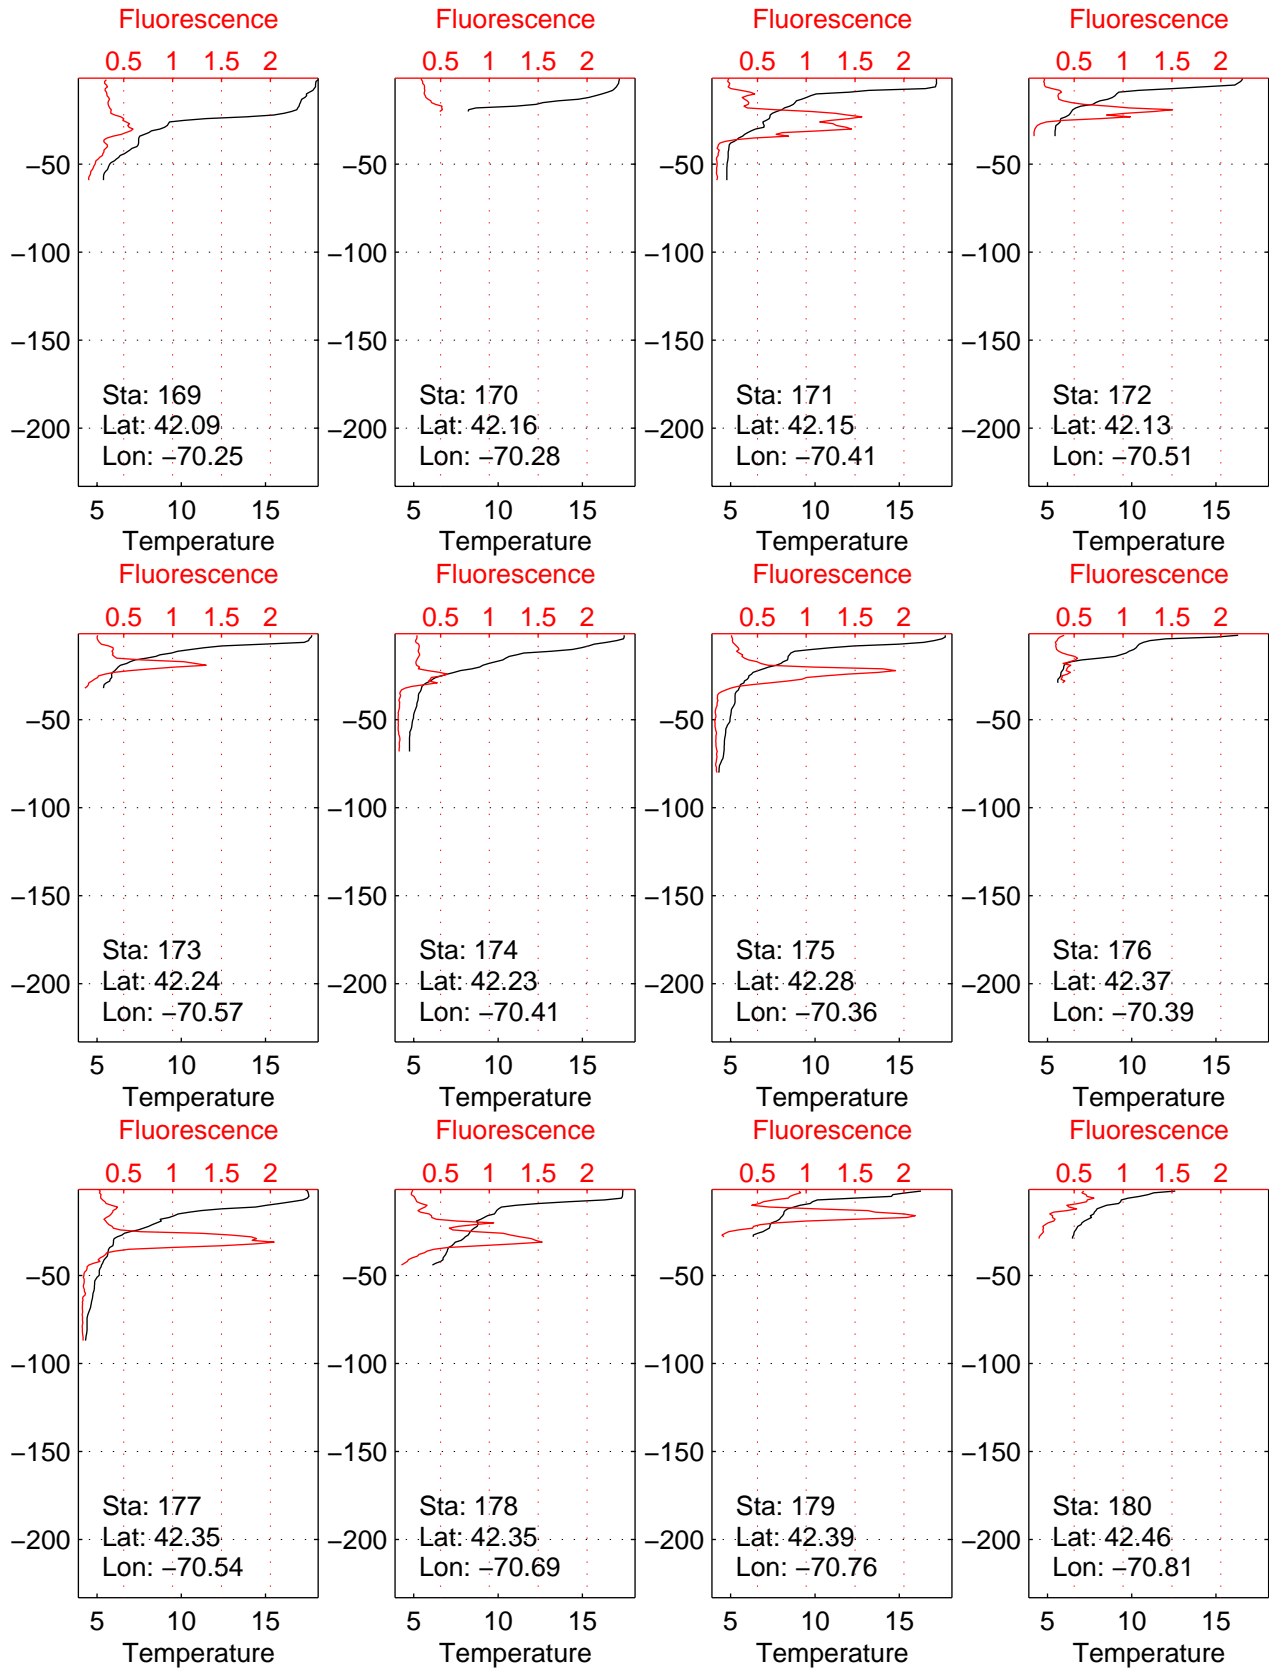 Fluorescence Fluorescence Fluorescence Fluorescence
0.5 1 1.5 2 0.5 1 1.5 2 0.5 1 1.5 2 0.5 1 1.5 2
−50 −50 −50 −50
−100 −100 −100 −100
−150 −150 −150 −150
Sta: 169 Sta: 170 Sta: 171 Sta: 172
Lat: 42.09 Lat: 42.16 Lat: 42.15 Lat: 42.13
−200 −200 −200 −200
Lon: −70.25 Lon: −70.28 Lon: −70.41 Lon: −70.51
5 10 15 5 10 15 5 10 15 5 10 15
Temperature Temperature Temperature Temperature
Fluorescence Fluorescence Fluorescence Fluorescence
0.5 1 1.5 2 0.5 1 1.5 2 0.5 1 1.5 2 0.5 1 1.5 2
−50 −50 −50 −50
−100 −100 −100 −100
−150 −150 −150 −150
Sta: 173 Sta: 174 Sta: 175 Sta: 176
Lat: 42.24 Lat: 42.23 Lat: 42.28 Lat: 42.37
−200 −200 −200 −200
Lon: −70.57 Lon: −70.41 Lon: −70.36 Lon: −70.39
5 10 15 5 10 15 5 10 15 5 10 15
Temperature Temperature Temperature Temperature
Fluorescence Fluorescence Fluorescence Fluorescence
0.5 1 1.5 2 0.5 1 1.5 2 0.5 1 1.5 2 0.5 1 1.5 2
−50 −50 −50 −50
−100 −100 −100 −100
−150 −150 −150 −150
Sta: 177 Sta: 178 Sta: 179 Sta: 180
Lat: 42.35 Lat: 42.35 Lat: 42.39 Lat: 42.46
−200 −200 −200 −200
Lon: −70.54 Lon: −70.69 Lon: −70.76 Lon: −70.81
5 10 15 5 10 15 5 10 15 5 10 15
Temperature Temperature Temperature Temperature